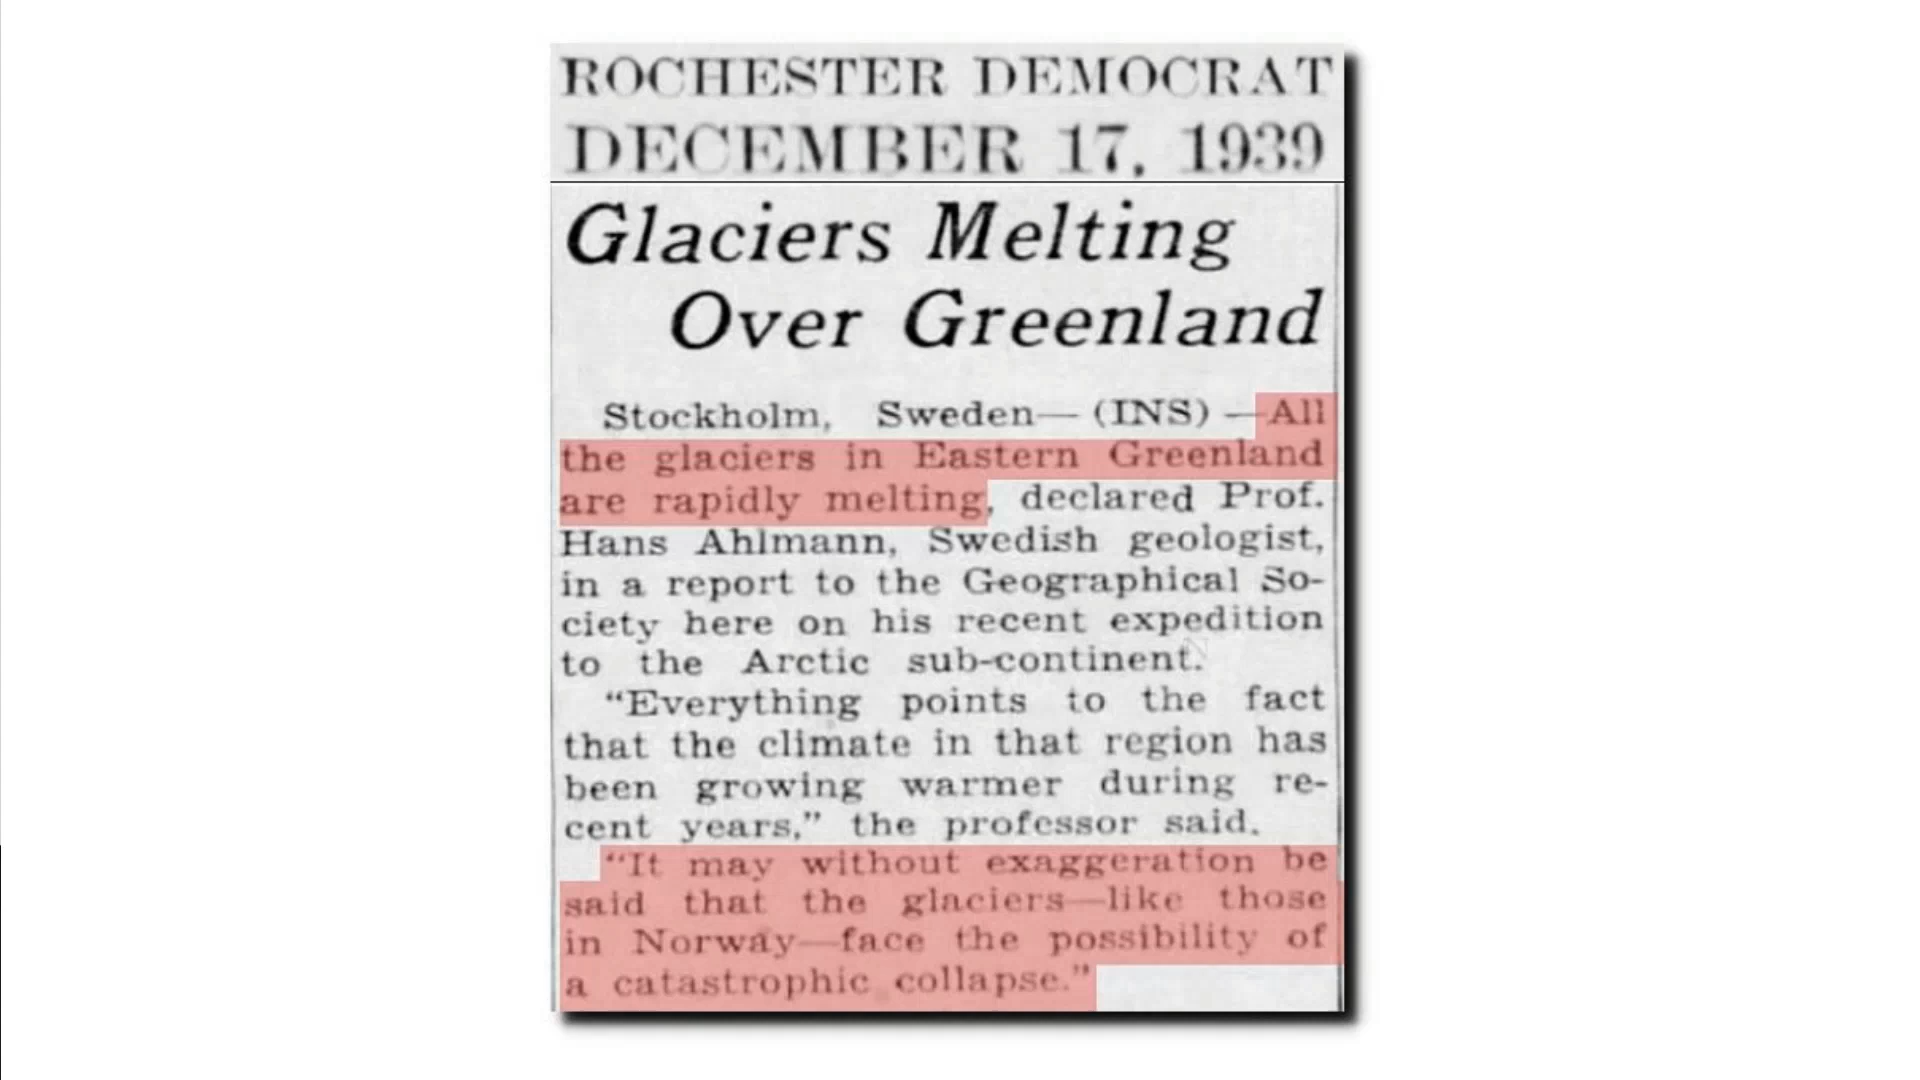 ROCHESTER DEMOCRAT
DECEMBER 17, 1939
Glaciers Melting
Over Greenland
Stockholm, Sweden—(INS)—All
the glaciers in Eastern Greenland
are rapidly melting, declared Prof.
Hans Ahlmann, Swedish geologist,
in a report to the Geographical So-
ciety here on his recent expedition
to the Arctic sub-continent.
“Everything points to the fact
that the climate in that region has
been growing warmer during re-
cent years,” the professor said.
“It may without exaggeration be
said that the glaciers—like those
in Norway—face the possibility of
a catastrophic collapse.”